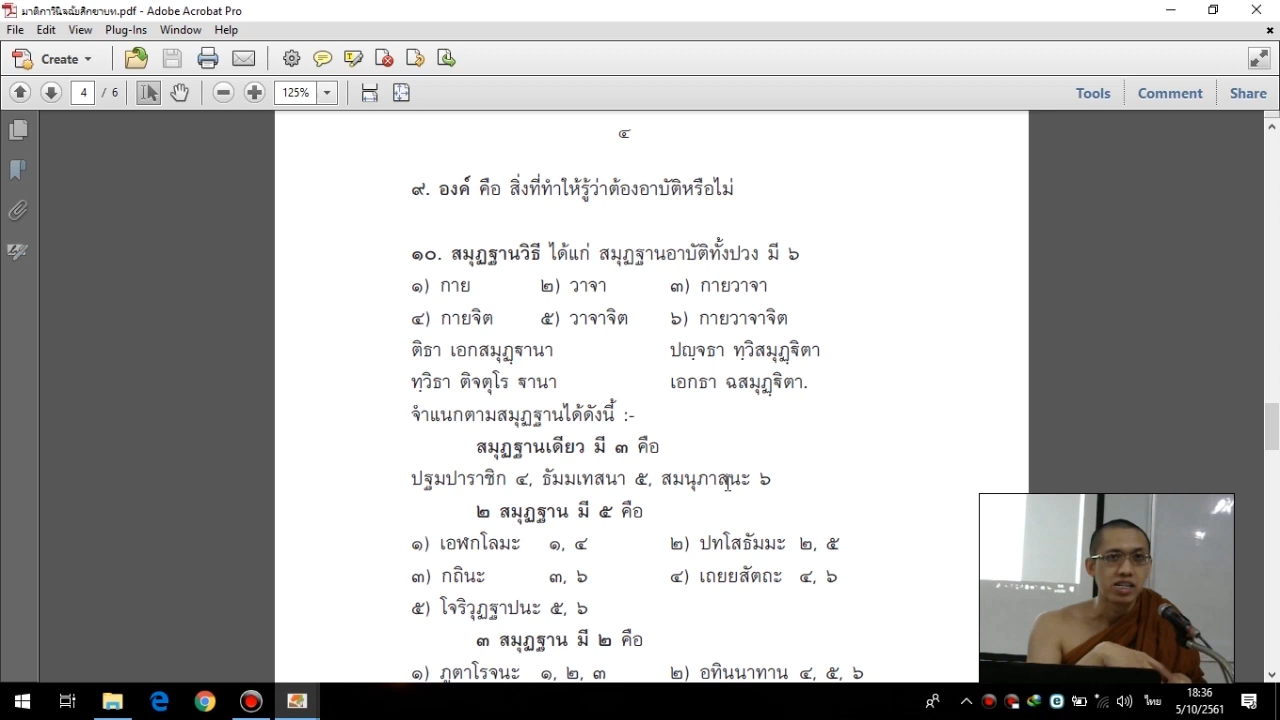 มาติการวินิจฉัยสิกขาบท.pdf - Adobe Acrobat Pro
File Edit View Plug-Ins Window Help
Create
4 / 6 125% Tools Comment Share
๔
๙. องค์ คือ สิ่งที่ทำให้รู้ว่าต้องอาบัติหรือไม่
๑๐. สมุฏฐานวิธี ได้แก่ สมุฏฐานอาบัติทั้งปวง มี ๖
๑) กาย ๒) วาจา ๓) กายวาจา
๔) กายจิต ๕) วาจาจิต ๖) กายวาจาจิต
ติธา เอกสมุฏฺฐานา ปญฺจธา ทฺวิสมุฏฺฐิตา
ทฺวิธา ติจตุโร ฐานา เอกธา ฉสมุฏฺฐิตา.
จำแนกตามสมุฏฐานได้ดังนี้ :-
สมุฏฐานเดียว มี ๓ คือ
ปฐมปาราชิก ๔, ธัมมเทสนา ๕, สมนุภาสนะ ๖
๒ สมุฏฐาน มี ๕ คือ
๑) เอฬกโลมะ ๑, ๔ ๒) ปทโสธัมมะ ๒, ๕
๓) กถินะ ๓, ๖ ๔) เถยยสัตถะ ๔, ๖
๕) โจริวุฏฐาปนะ ๕, ๖
๓ สมุฏฐาน มี ๒ คือ
๑) ภูตาโรจนะ ๑, ๒, ๓ ๒) อทินนาทาน ๔, ๕, ๖
ไทย
18:36
5/10/2561